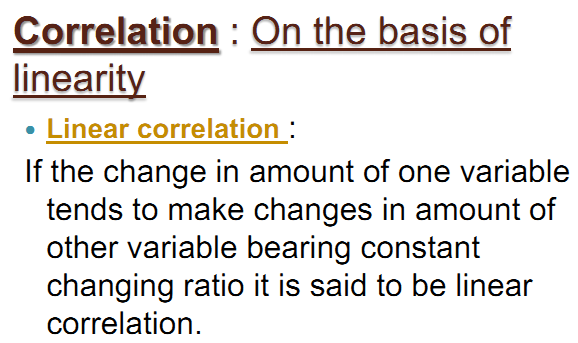 Correlation : On the basis of
linearity
• Linear correlation :
If the change in amount of one variable
tends to make changes in amount of
other variable bearing constant
changing ratio it is said to be linear
correlation.